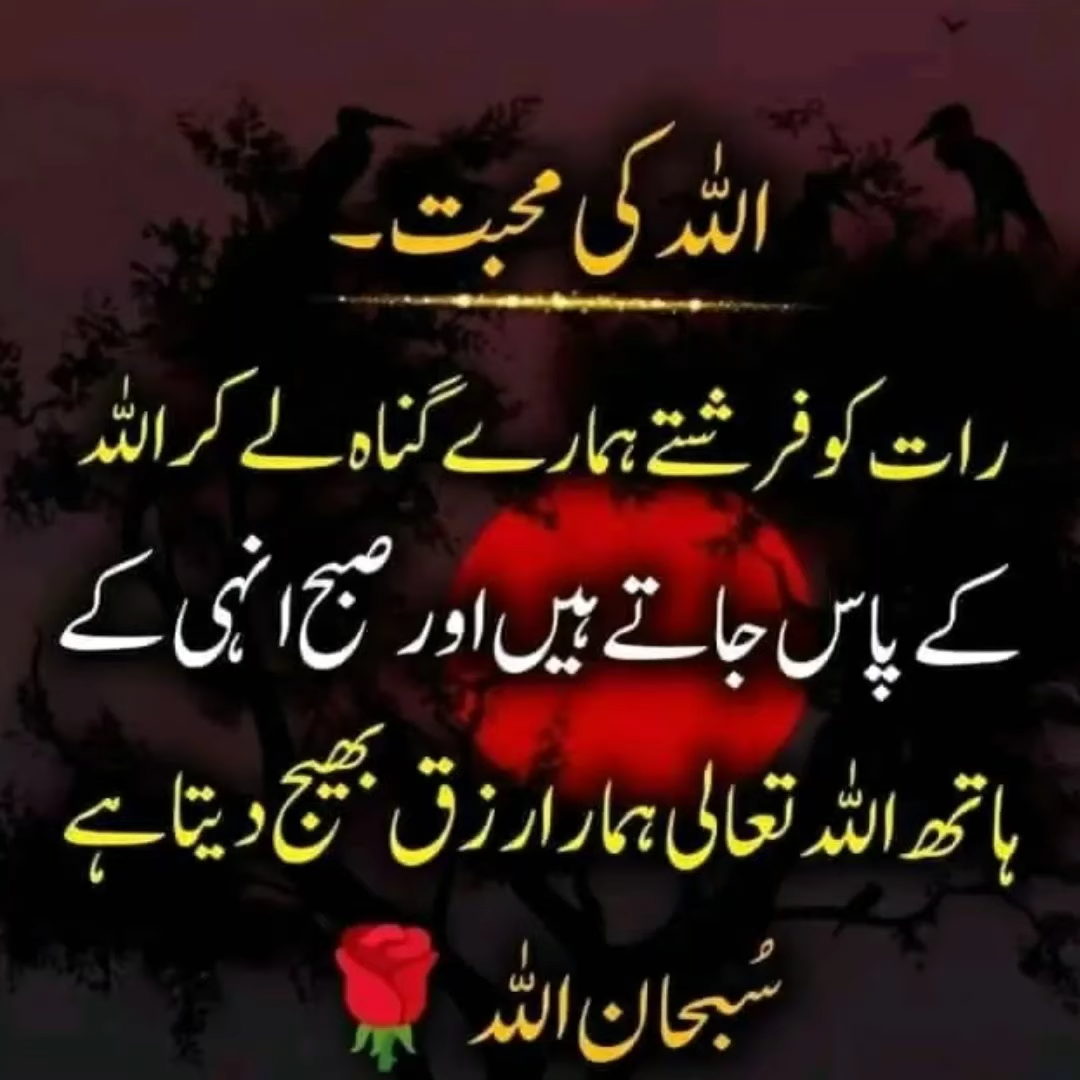 اللہ کی محبت۔
رات کو فرشتے ہمارے گناہ لے کر اللہ
کے پاس جاتے ہیں اور صبح انہی کے
ہاتھ اللہ تعالی ہمارا رزق بھیج دیتا ہے
سُبحان اللہ